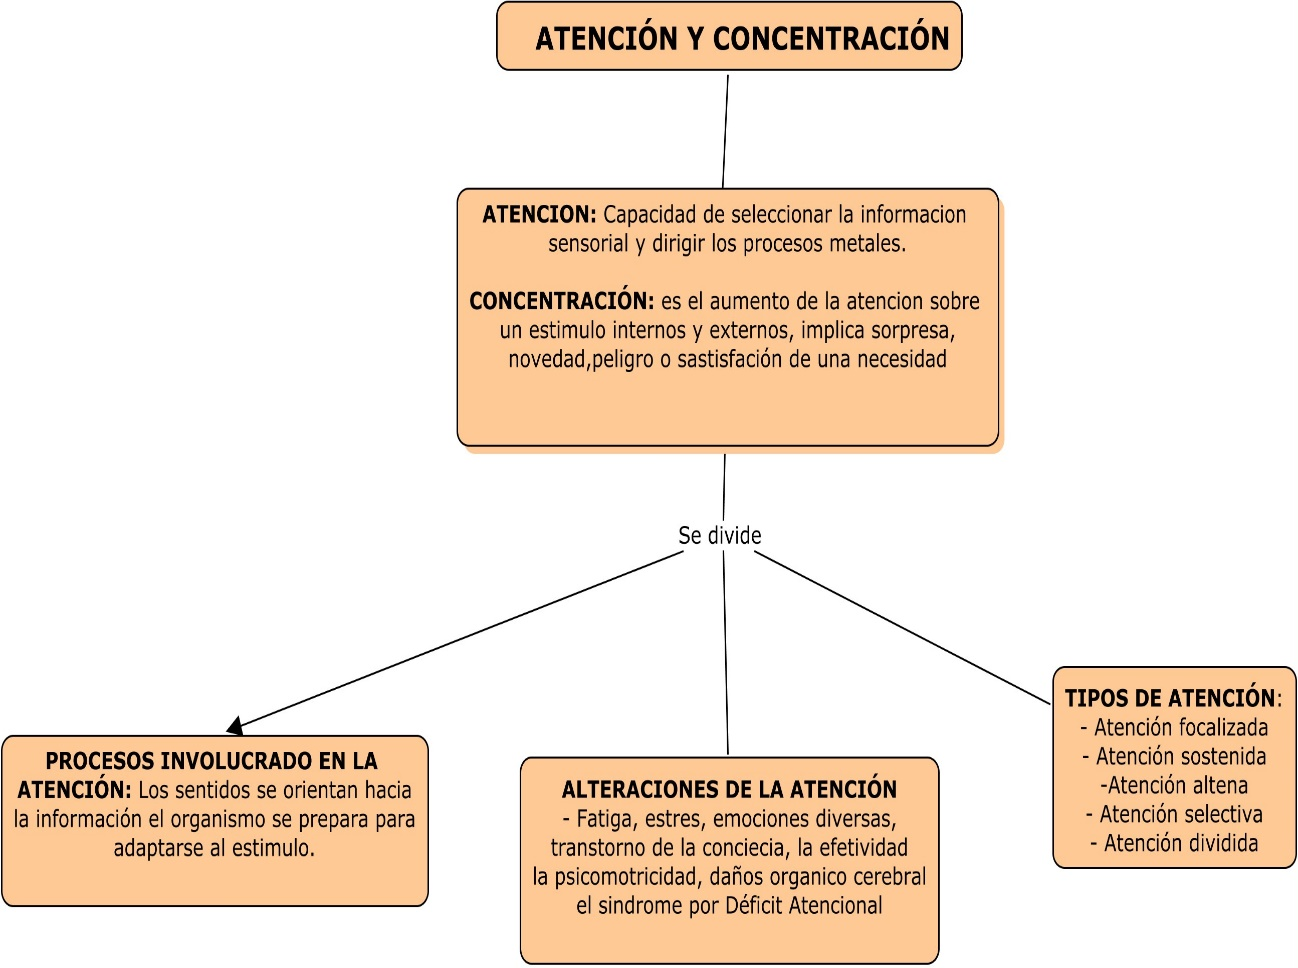 ATENCIÓN Y CONCENTRACIÓN
ATENCION: Capacidad de seleccionar la informacion
sensorial y dirigir los procesos metales.
CONCENTRACIÓN: es el aumento de la atencion sobre
un estimulo internos y externos, implica sorpresa,
novedad,peligro o sastisfación de una necesidad
Se divide
PROCESOS INVOLUCRADO EN LA
ATENCIÓN: Los sentidos se orientan hacia
la información el organismo se prepara para
adaptarse al estimulo.
ALTERACIONES DE LA ATENCIÓN
- Fatiga, estres, emociones diversas,
transtorno de la conciecia, la efetividad
la psicomotricidad, daños organico cerebral
el sindrome por Déficit Atencional
TIPOS DE ATENCIÓN:
- Atención focalizada
- Atención sostenida
-Atención altena
- Atención selectiva
- Atención dividida